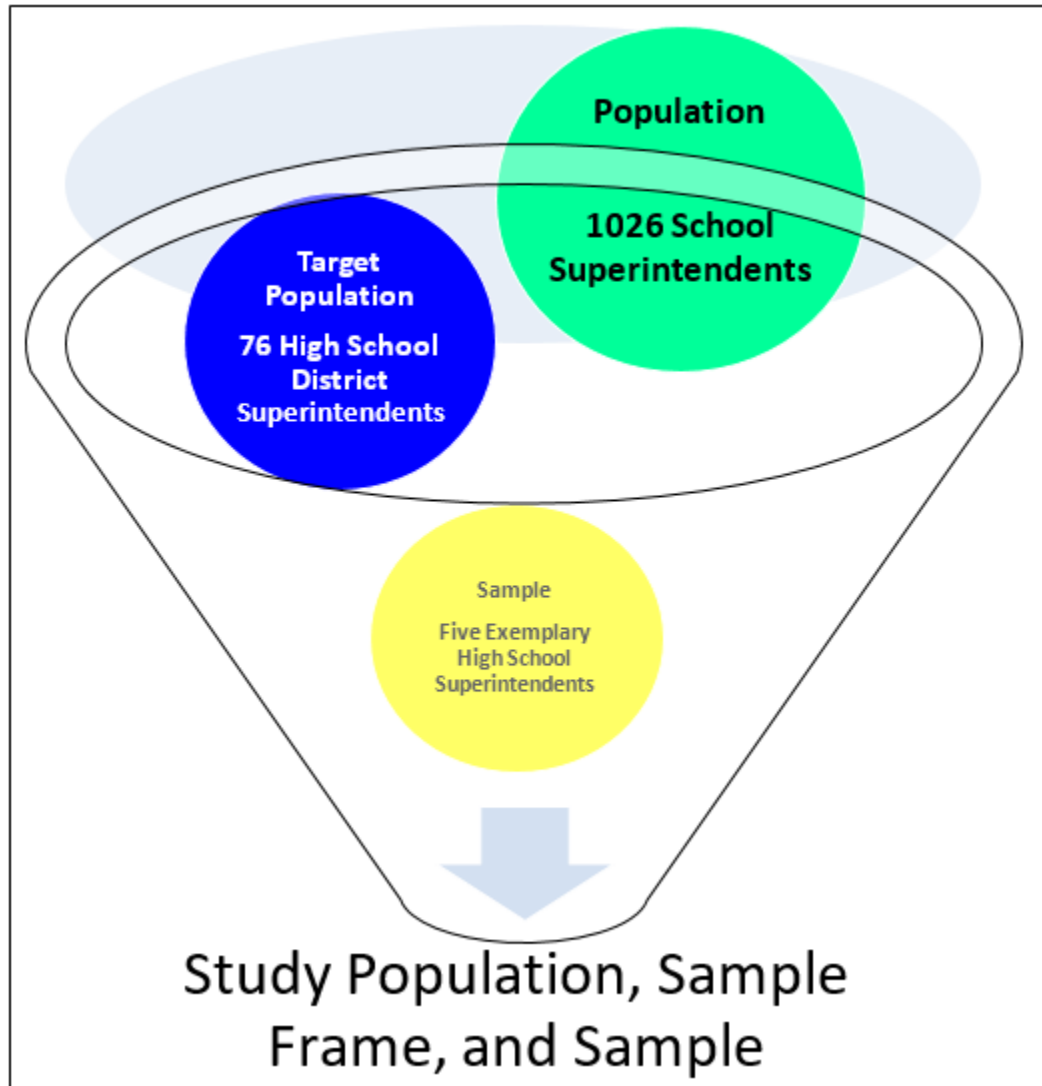 Population
1026 School
Superintendents
Target
Population
76 High School
District
Superintendents
Sample
Five Exemplary
High School
Superintendents
Study Population, Sample
Frame, and Sample